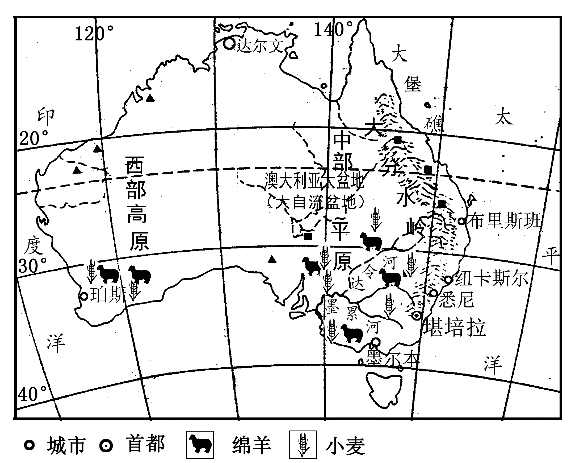 120°
140°
达尔文
大堡礁
太平洋
印度洋
20°
西部高原
中部平原
大分水岭
澳大利亚大盆地
(大自流盆地)
布里斯班
30°
达令河
纽卡斯尔
悉尼
珀斯
墨累河
堪培拉
墨尔本
40°
城市 首都 绵羊 小麦